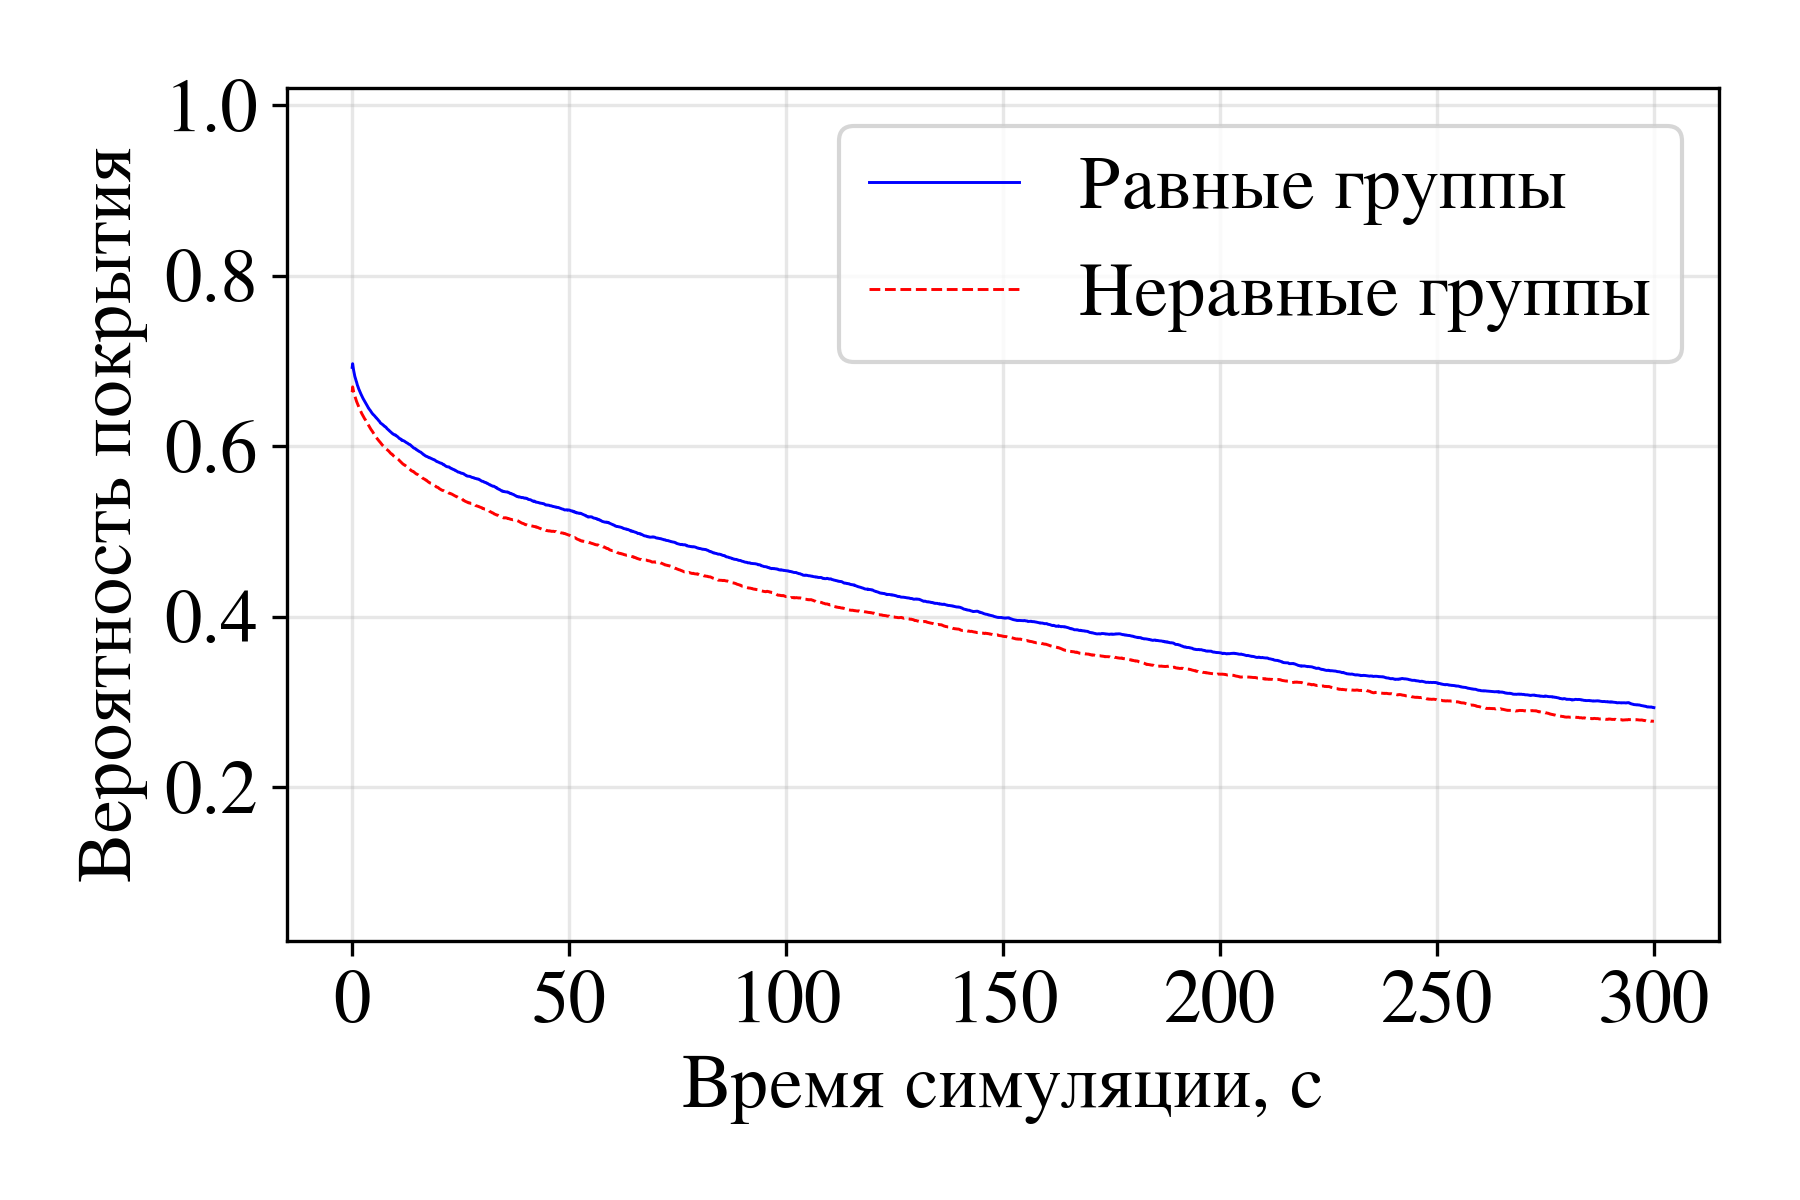 Вероятность покрытия
1.0
0.8
0.6
0.4
0.2
Равные группы
Неравные группы
0 50 100 150 200 250 300
Время симуляции, с